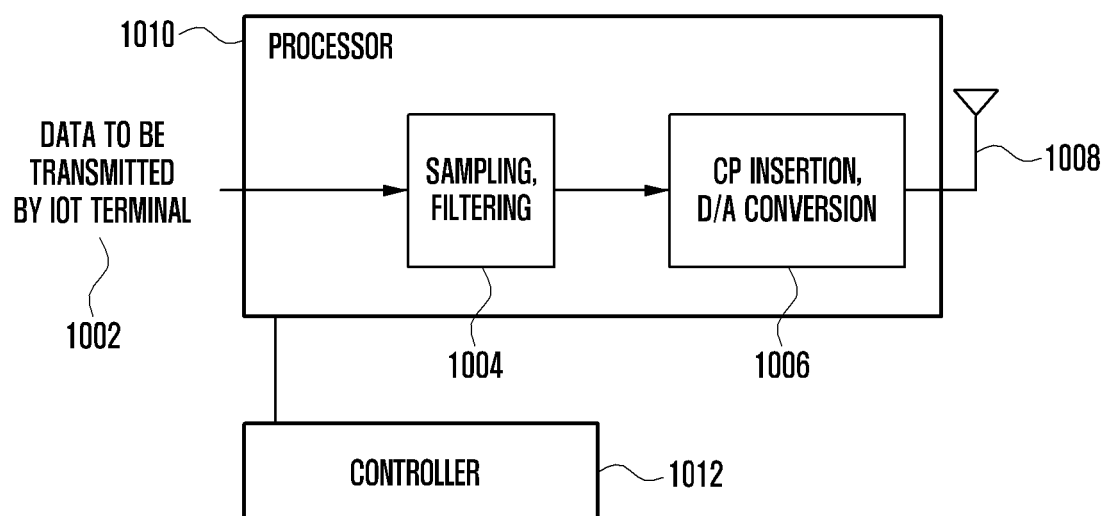 1010
PROCESSOR
DATA TO BE
TRANSMITTED
BY IOT TERMINAL
1002
SAMPLING,
FILTERING
1004
CP INSERTION,
D/A CONVERSION
1006
1008
CONTROLLER
1012